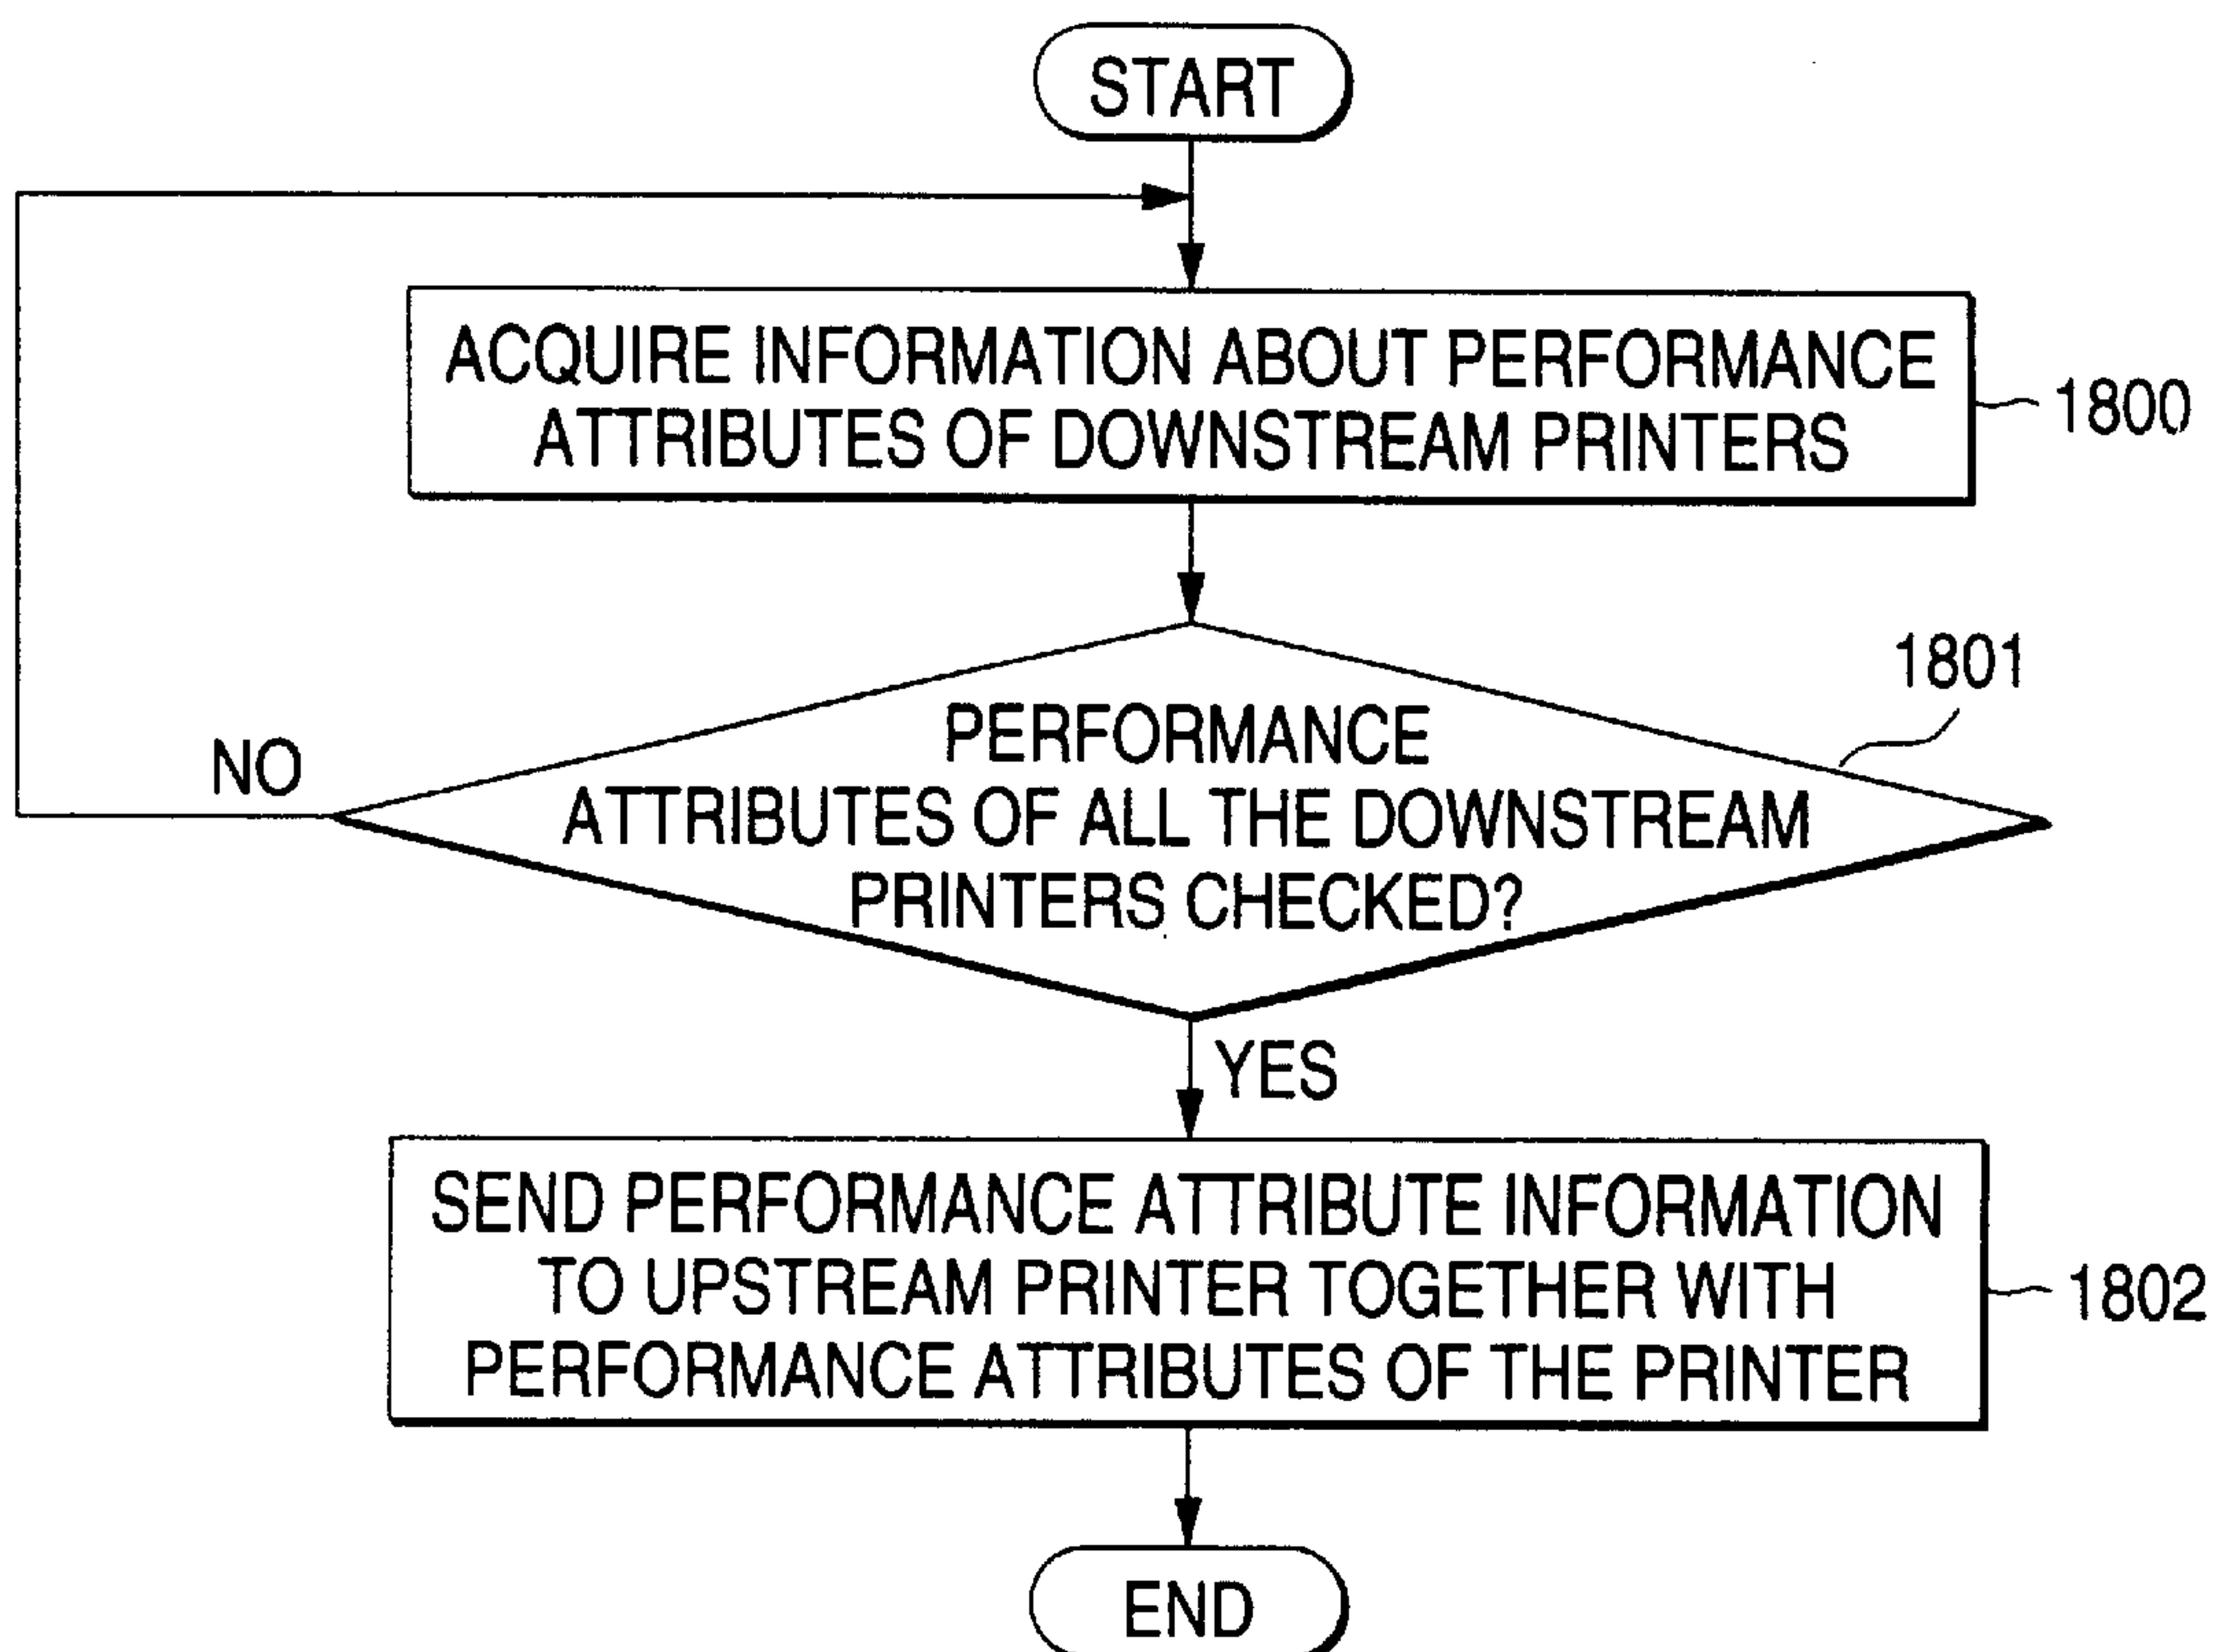 START
ACQUIRE INFORMATION ABOUT PERFORMANCE
ATTRIBUTES OF DOWNSTREAM PRINTERS
1800
1801
PERFORMANCE
ATTRIBUTES OF ALL THE DOWNSTREAM
PRINTERS CHECKED?
NO
YES
SEND PERFORMANCE ATTRIBUTE INFORMATION
TO UPSTREAM PRINTER TOGETHER WITH
PERFORMANCE ATTRIBUTES OF THE PRINTER
1802
END